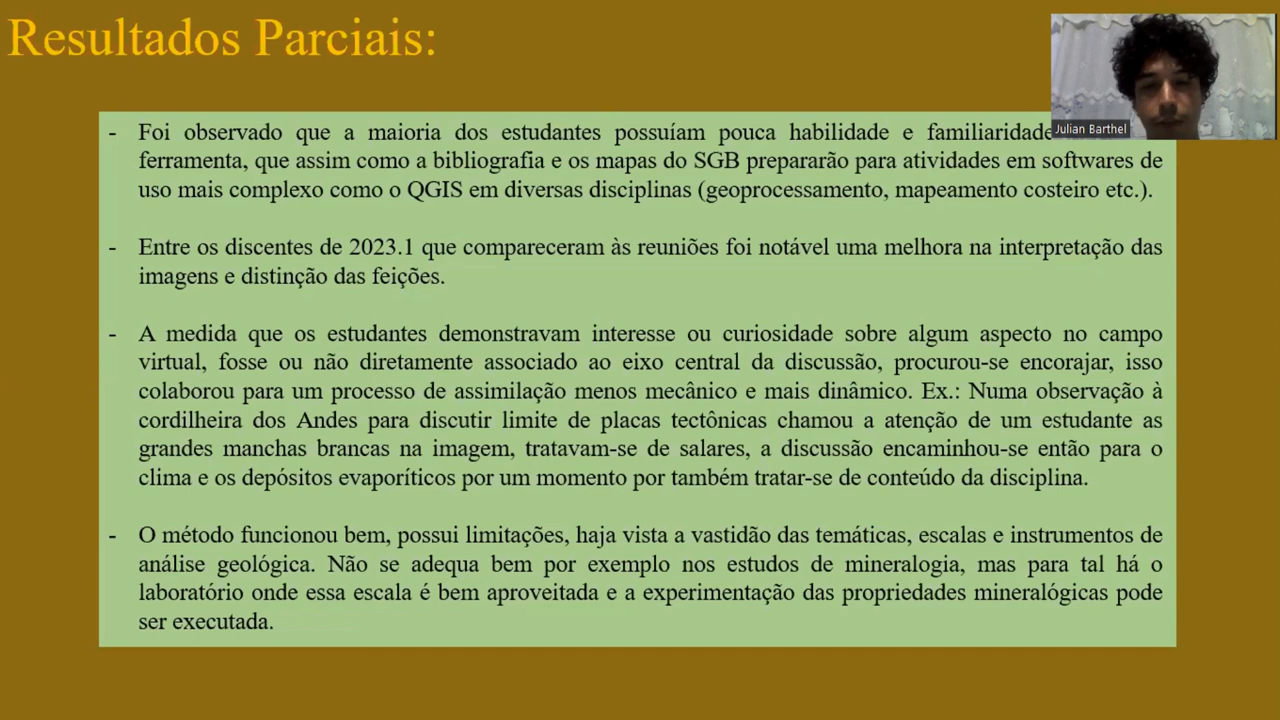 Resultados Parciais:
Julian Barthel
- Foi observado que a maioria dos estudantes possuíam pouca habilidade e familiaridade
ferramenta, que assim como a bibliografia e os mapas do SGB prepararão para atividades em softwares de
uso mais complexo como o QGIS em diversas disciplinas (geoprocessamento, mapeamento costeiro etc.).
- Entre os discentes de 2023.1 que compareceram às reuniões foi notável uma melhora na interpretação das
imagens e distinção das feições.
- A medida que os estudantes demonstravam interesse ou curiosidade sobre algum aspecto no campo
virtual, fosse ou não diretamente associado ao eixo central da discussão, procurou-se encorajar, isso
colaborou para um processo de assimilação menos mecânico e mais dinâmico. Ex.: Numa observação à
cordilheira dos Andes para discutir limite de placas tectônicas chamou a atenção de um estudante as
grandes manchas brancas na imagem, tratavam-se de salares, a discussão encaminhou-se então para o
clima e os depósitos evaporíticos por um momento por também tratar-se de conteúdo da disciplina.
- O método funcionou bem, possui limitações, haja vista a vastidão das temáticas, escalas e instrumentos de
análise geológica. Não se adequa bem por exemplo nos estudos de mineralogia, mas para tal há o
laboratório onde essa escala é bem aproveitada e a experimentação das propriedades mineralógicas pode
ser executada.